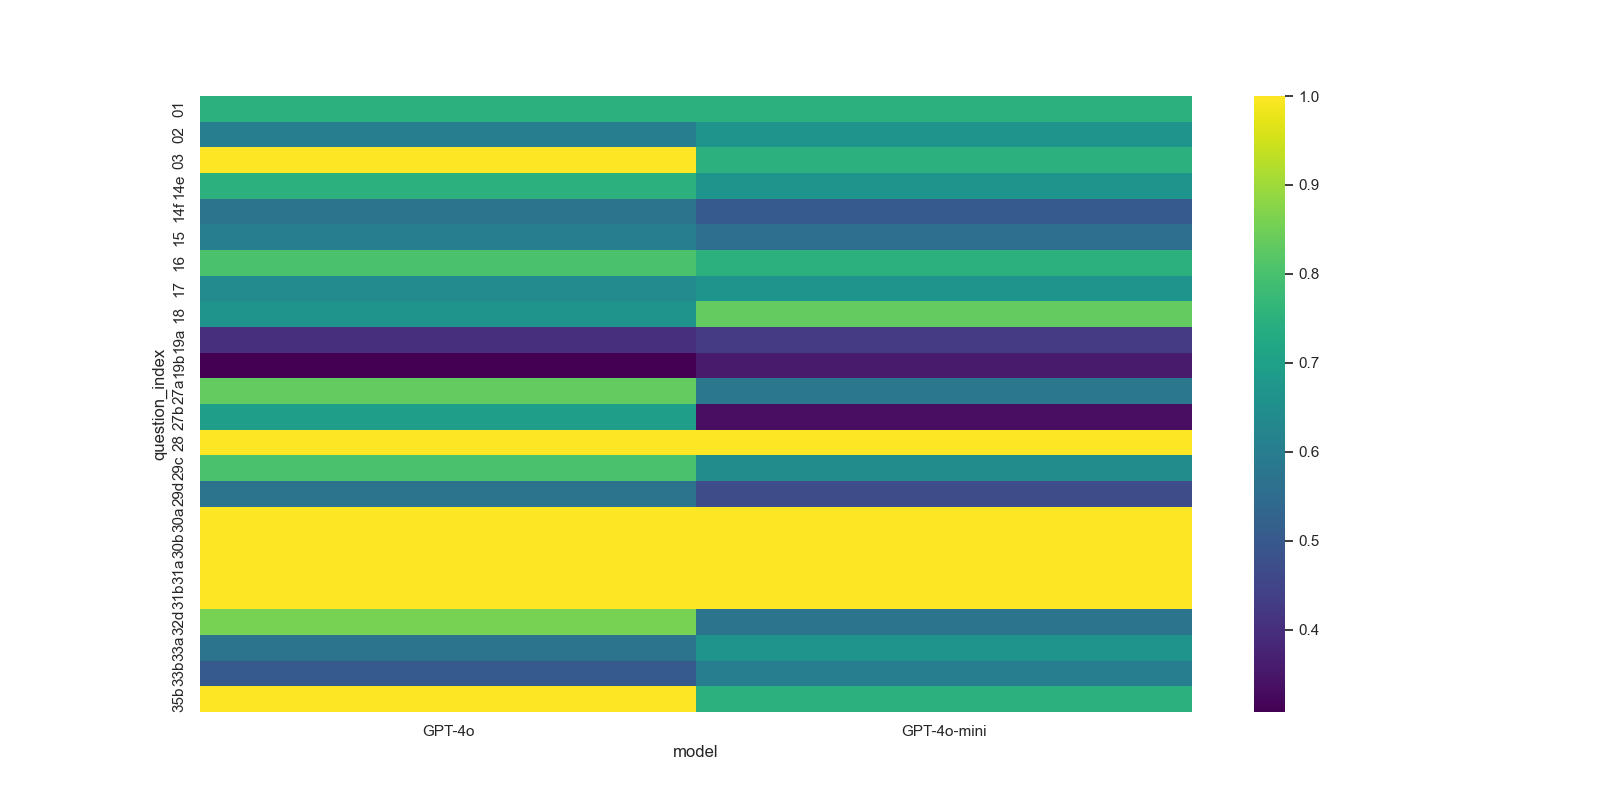 question_index
01
02
03
14e
14f
15
16
17
18
19a
19b
27a
27b
28
29c
29d
30a
30b
31a
31b
32d
33a
33b
35b
GPT-4o
GPT-4o-mini
model
1.0
0.9
0.8
0.7
0.6
0.5
0.4